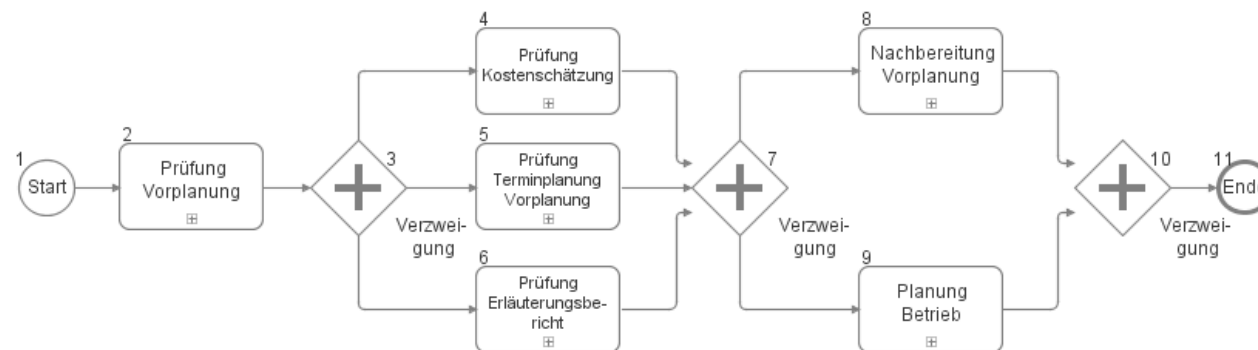 1
Start
2
Prüfung
Vorplanung
3
Verzwei-
gung
4
Prüfung
Kostenschätzung
5
Prüfung
Terminplanung
Vorplanung
6
Prüfung
Erläuterungsbe-
richt
7
Verzwei-
gung
8
Nachbereitung
Vorplanung
9
Planung
Betrieb
10
Verzwei-
gung
11
Ende